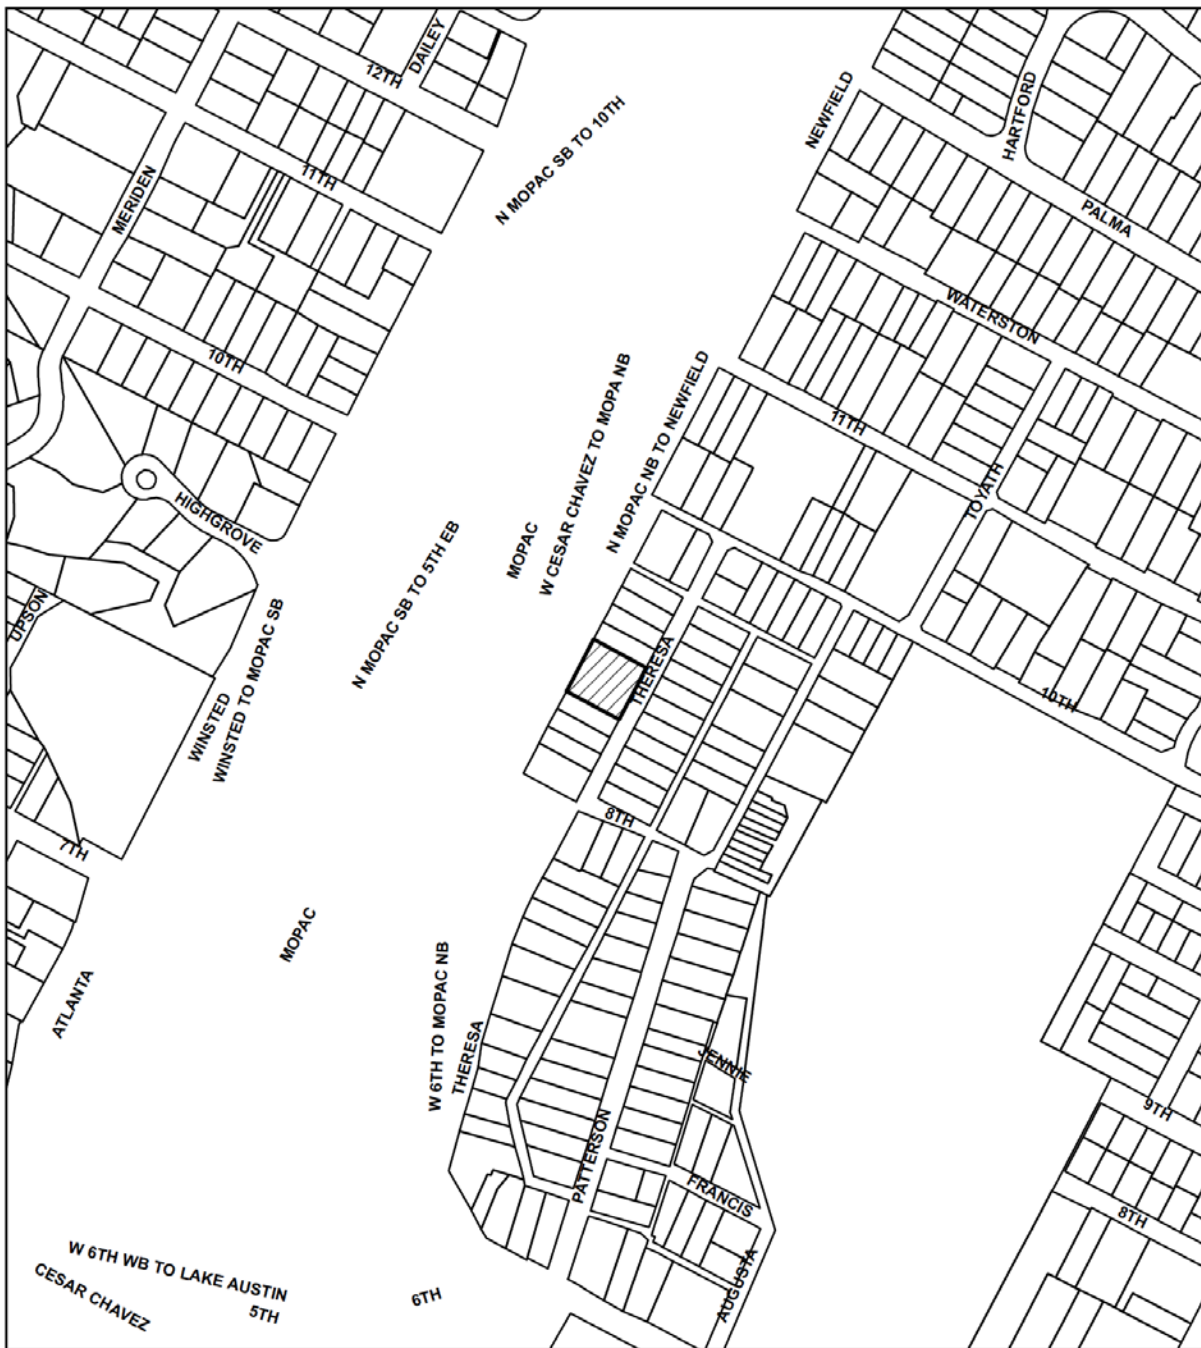 DAILEY
12TH
N MOPAC SB TO 10TH
NEWFIELD
HARTFORD
11TH
MERIDEN
PALMA
WATERSTON
10TH
W CESAR CHAVEZ TO MOPA NB
N MOPAC NB TO NEWFIELD
11TH
TOYATH
HIGHGROVE
MOPAC
N MOPAC SB TO 5TH EB
UPSON
WINSTED
WINSTED TO MOPAC SB
THERESA
10TH
8TH
7TH
MOPAC
ATLANTA
W 6TH TO MOPAC NB
THERESA
JENNIE
PATTERSON
FRANCIS
9TH
8TH
AUGUSTA
W 6TH WB TO LAKE AUSTIN
CESAR CHAVEZ
5TH
6TH